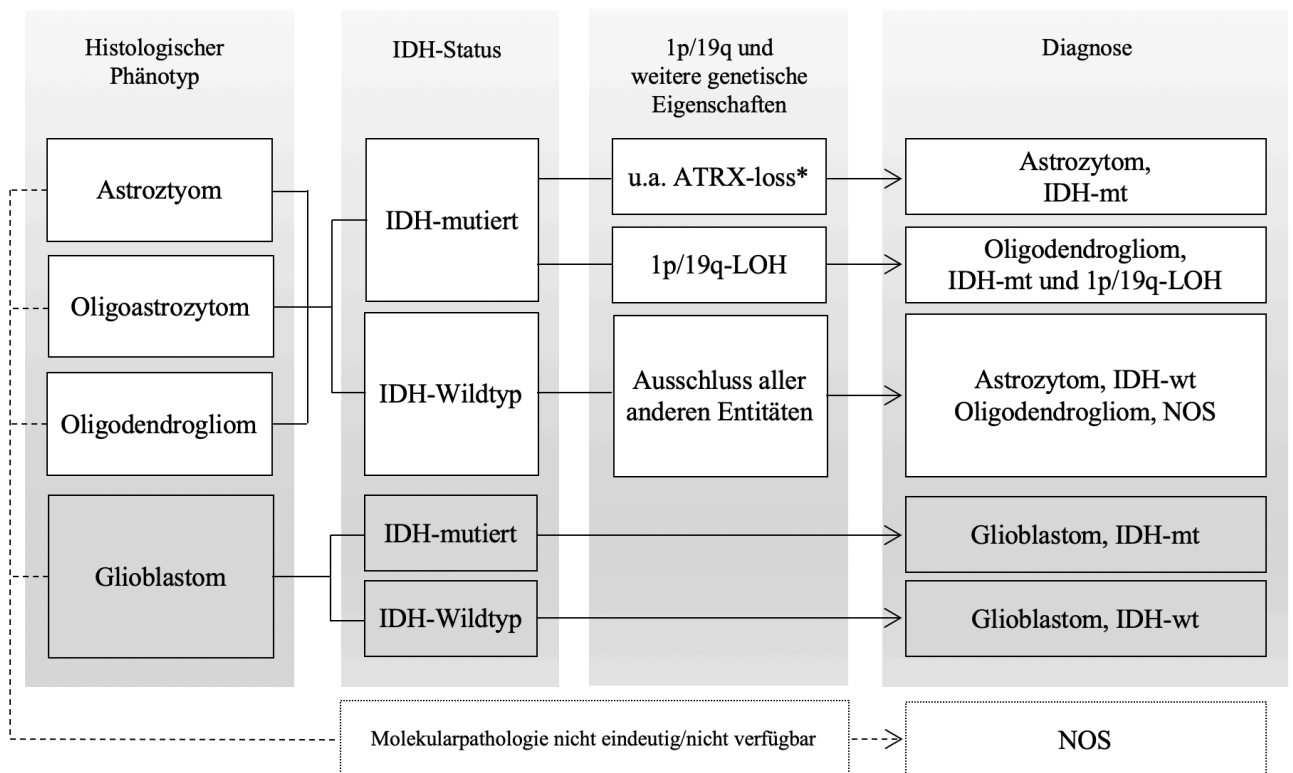 Histologischer
Phänotyp
IDH-Status
1p/19q und
weitere genetische
Eigenschaften
Diagnose
Astroztyom
Oligoastrozytom
Oligodendrogliom
Glioblastom
IDH-mutiert
IDH-Wildtyp
IDH-mutiert
IDH-Wildtyp
u.a. ATRX-loss*
1p/19q-LOH
Ausschluss aller
anderen Entitäten
Astrozytom,
IDH-mt
Oligodendrogliom,
IDH-mt und 1p/19q-LOH
Astrozytom, IDH-wt
Oligodendrogliom, NOS
Glioblastom, IDH-mt
Glioblastom, IDH-wt
Molekularpathologie nicht eindeutig/nicht verfügbar
NOS